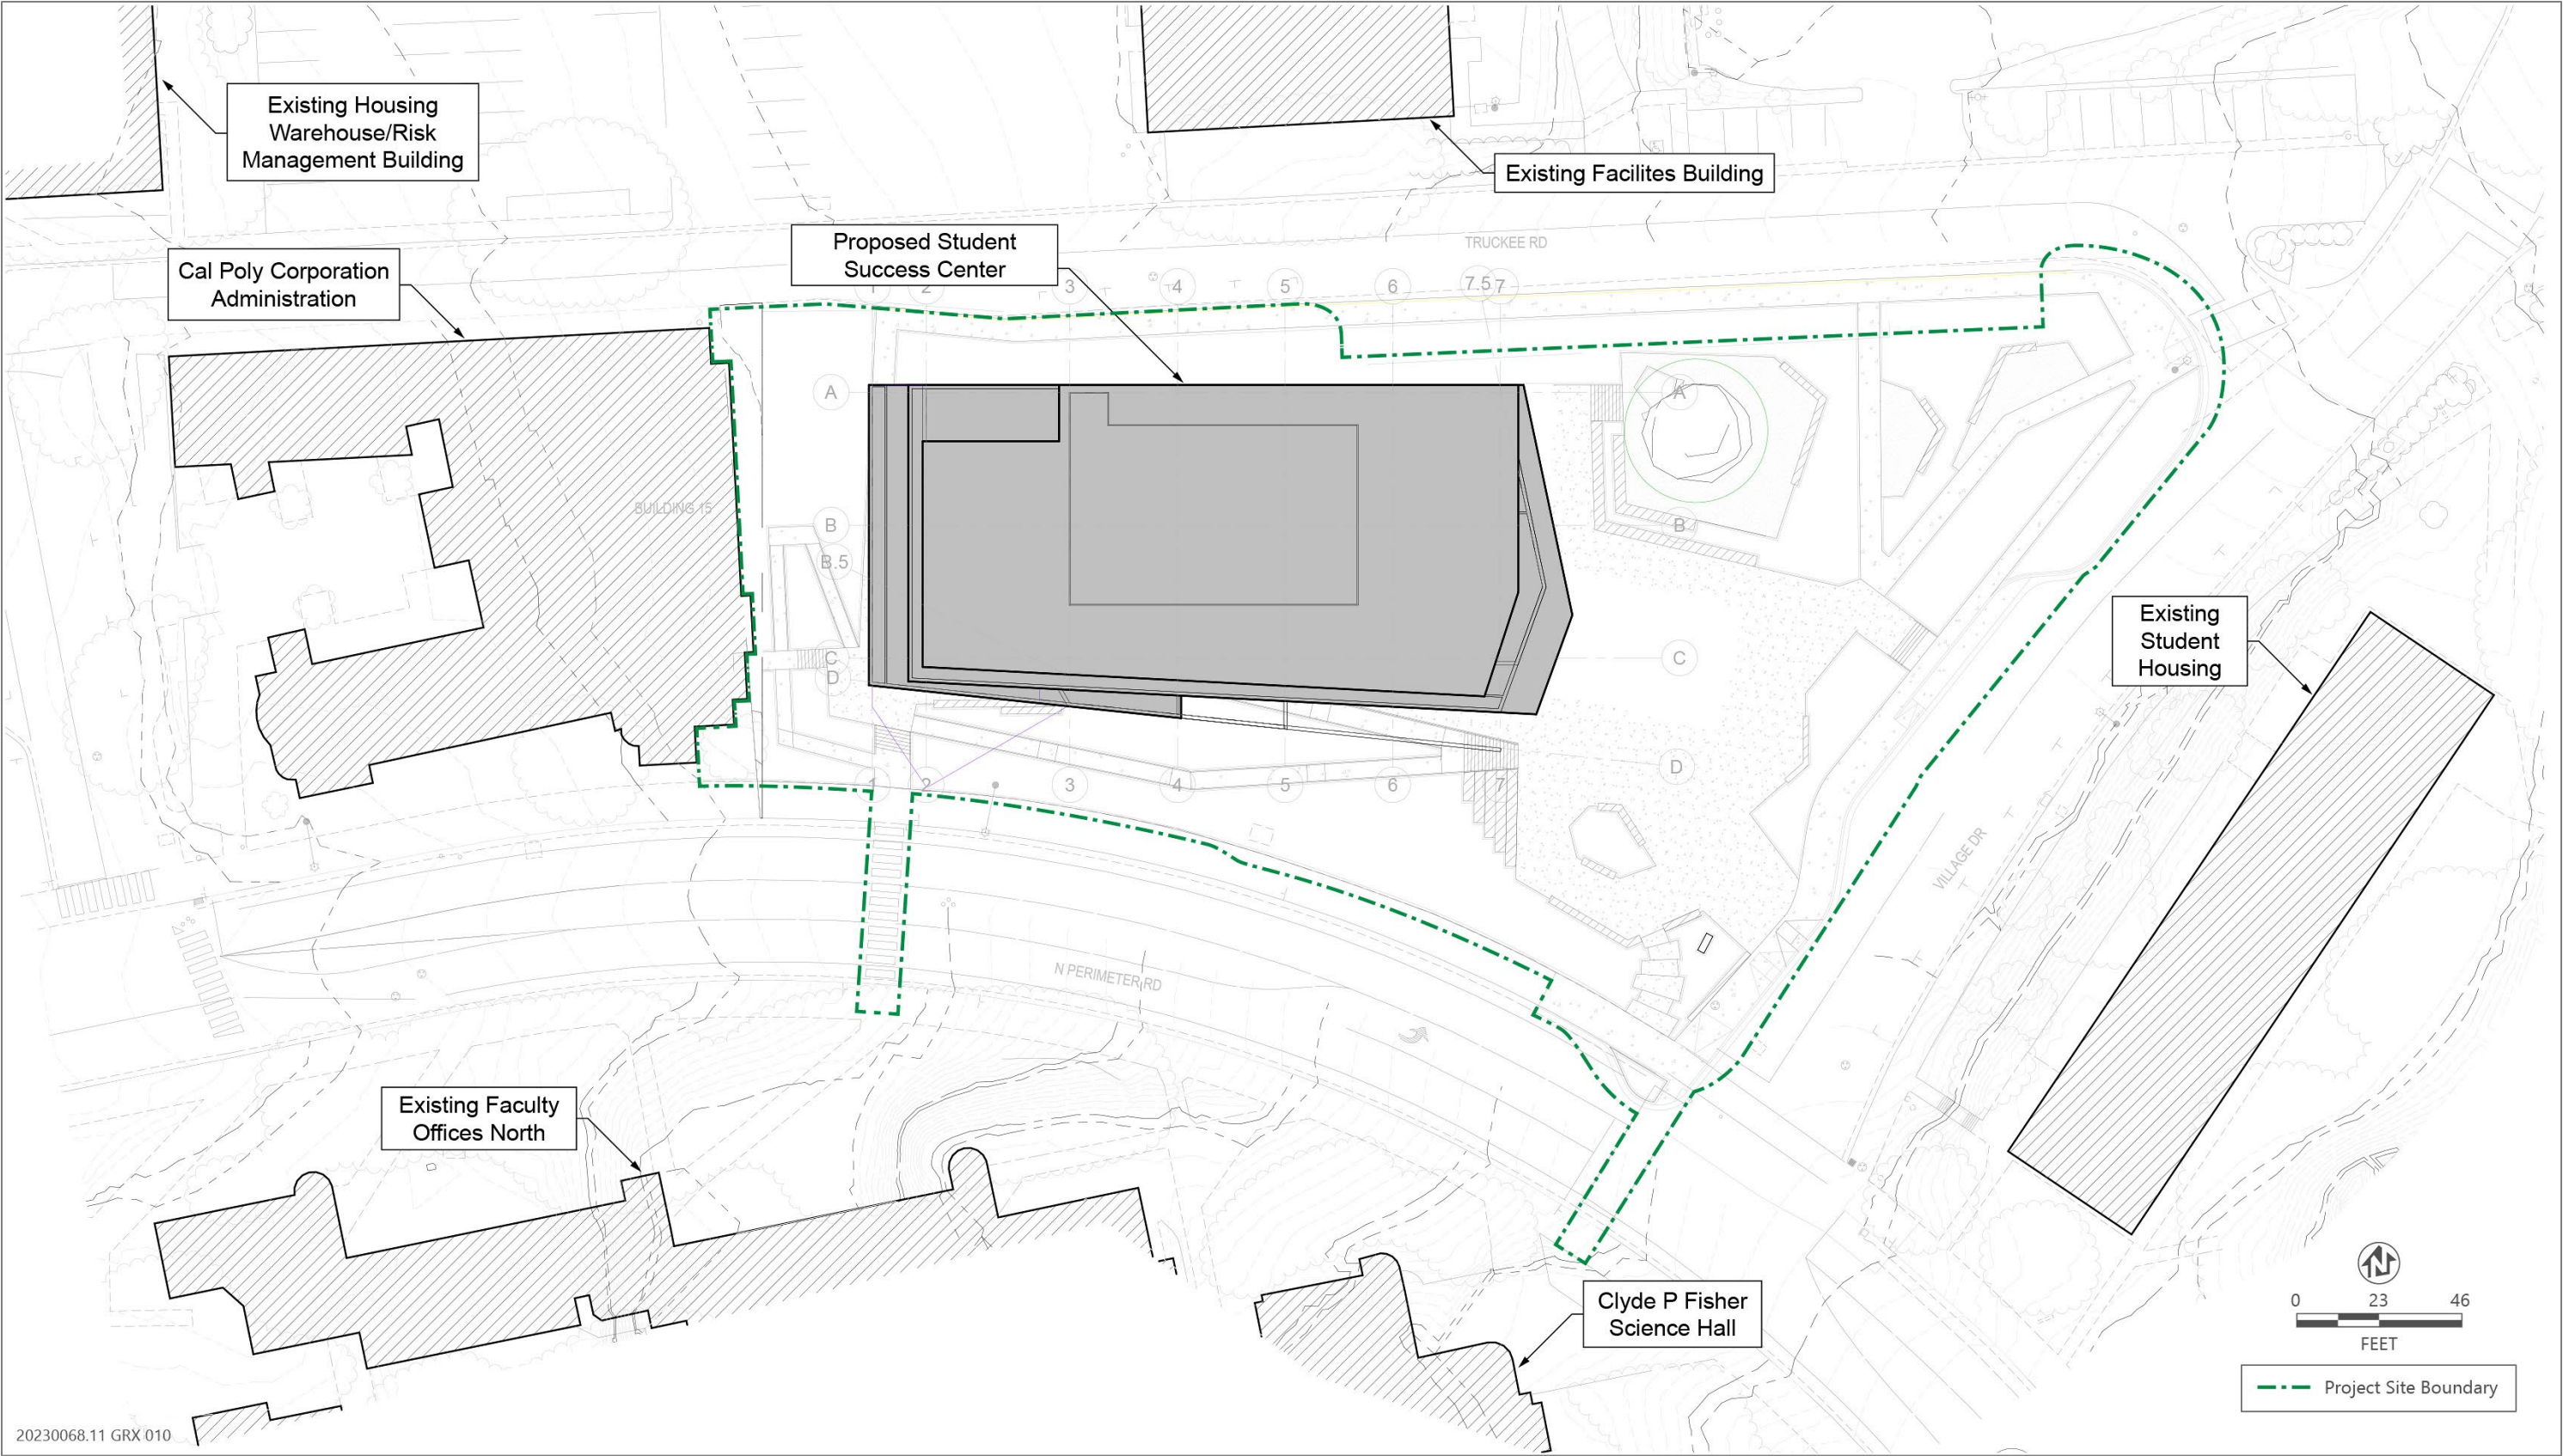 Existing Housing
Warehouse/Risk
Management Building
Existing Facilites Building
Proposed Student
Success Center
Cal Poly Corporation
Administration
TRUCKEE RD
1
2
3
4
5
6
7.5
7
A
A
BUILDING 15
B
B
B.5
C
C
D
D
1
2
3
4
5
6
7
Existing
Student
Housing
VILLAGE DR
N PERIMETER RD
Existing Faculty
Offices North
Clyde P Fisher
Science Hall
N
0 23 46
FEET
Project Site Boundary
20230068.11 GRX 010